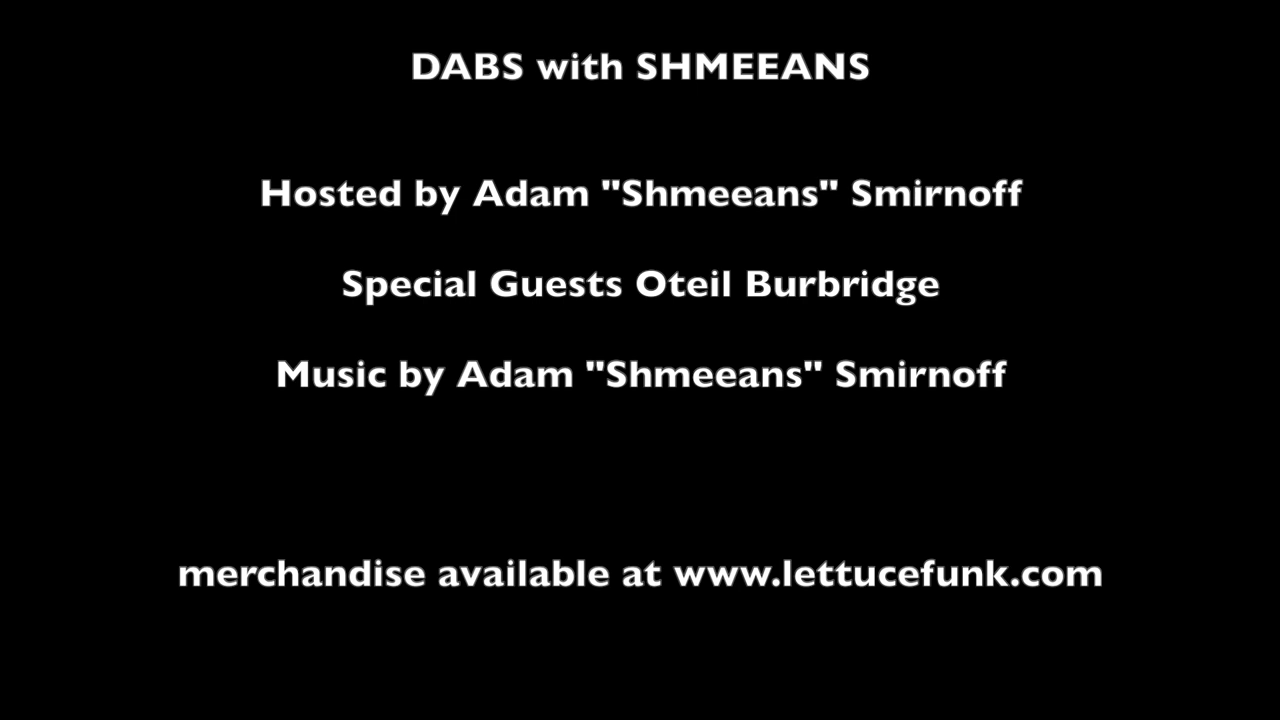 DABS with SHMEEANS
Hosted by Adam "Shmeeans" Smirnoff
Special Guests Oteil Burbridge
Music by Adam "Shmeeans" Smirnoff
merchandise available at www.lettucefunk.com